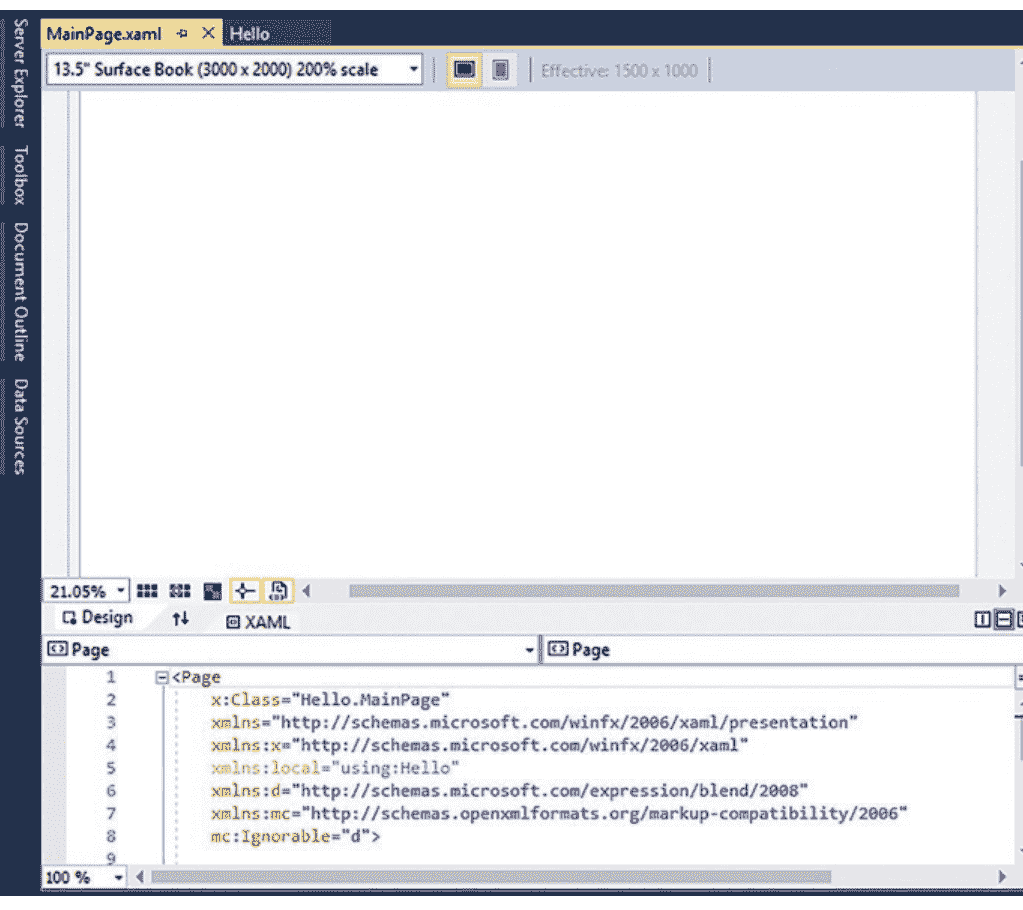 MainPage.xaml Hello
13.5" Surface Book (3000 x 2000) 200% scale Effective: 1500 x 1000
Server Explorer
Toolbox
Document Outline
Data Sources
21.05%
Design XAML
Page Page
1 <Page
2 x:Class="Hello.MainPage"
3 xmlns="http://schemas.microsoft.com/winfx/2006/xaml/presentation"
4 xmlns:x="http://schemas.microsoft.com/winfx/2006/xaml"
5 xmlns:local="using:Hello"
6 xmlns:d="http://schemas.microsoft.com/expression/blend/2008"
7 xmlns:mc="http://schemas.openxmlformats.org/markup-compatibility/2006"
8 mc:Ignorable="d">
9
100 %